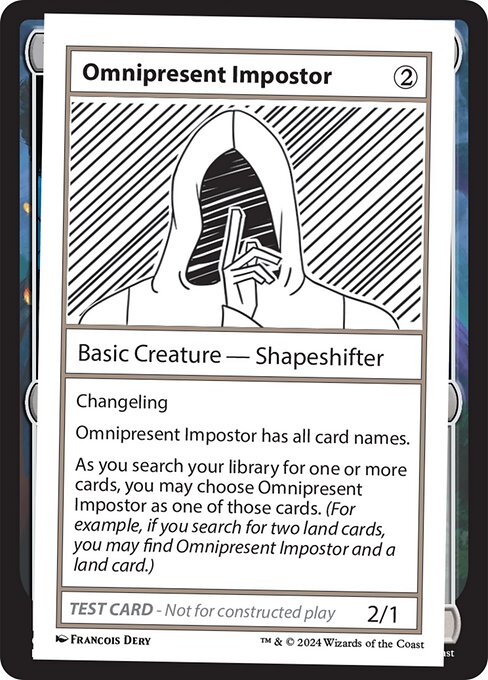 Omnipresent Impostor 2
Basic Creature — Shapeshifter
Changeling
Omnipresent Impostor has all card names.
As you search your library for one or more
cards, you may choose Omnipresent
Impostor as one of those cards. (For
example, if you search for two land cards,
you may find Omnipresent Impostor and a
land card.)
TEST CARD - Not for constructed play 2/1
Francois Dery ™ & © 2024 Wizards of the Coast